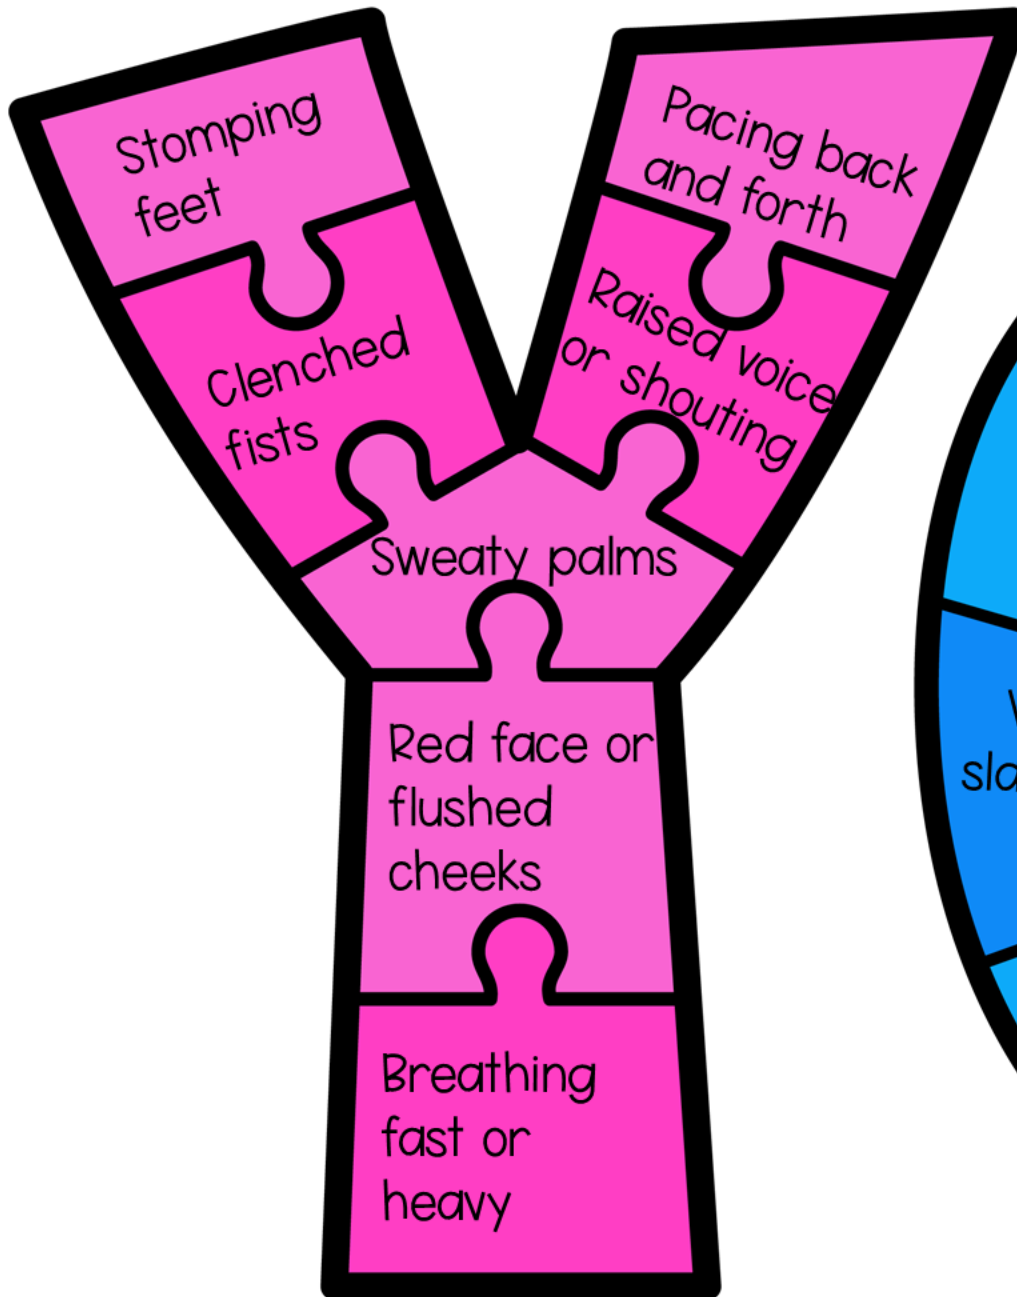 Stomping
feet
Pacing back
and forth
Clenched
fists
Raised voice
or shouting
Sweaty palms
Red face or
flushed
cheeks
Breathing
fast or
heavy